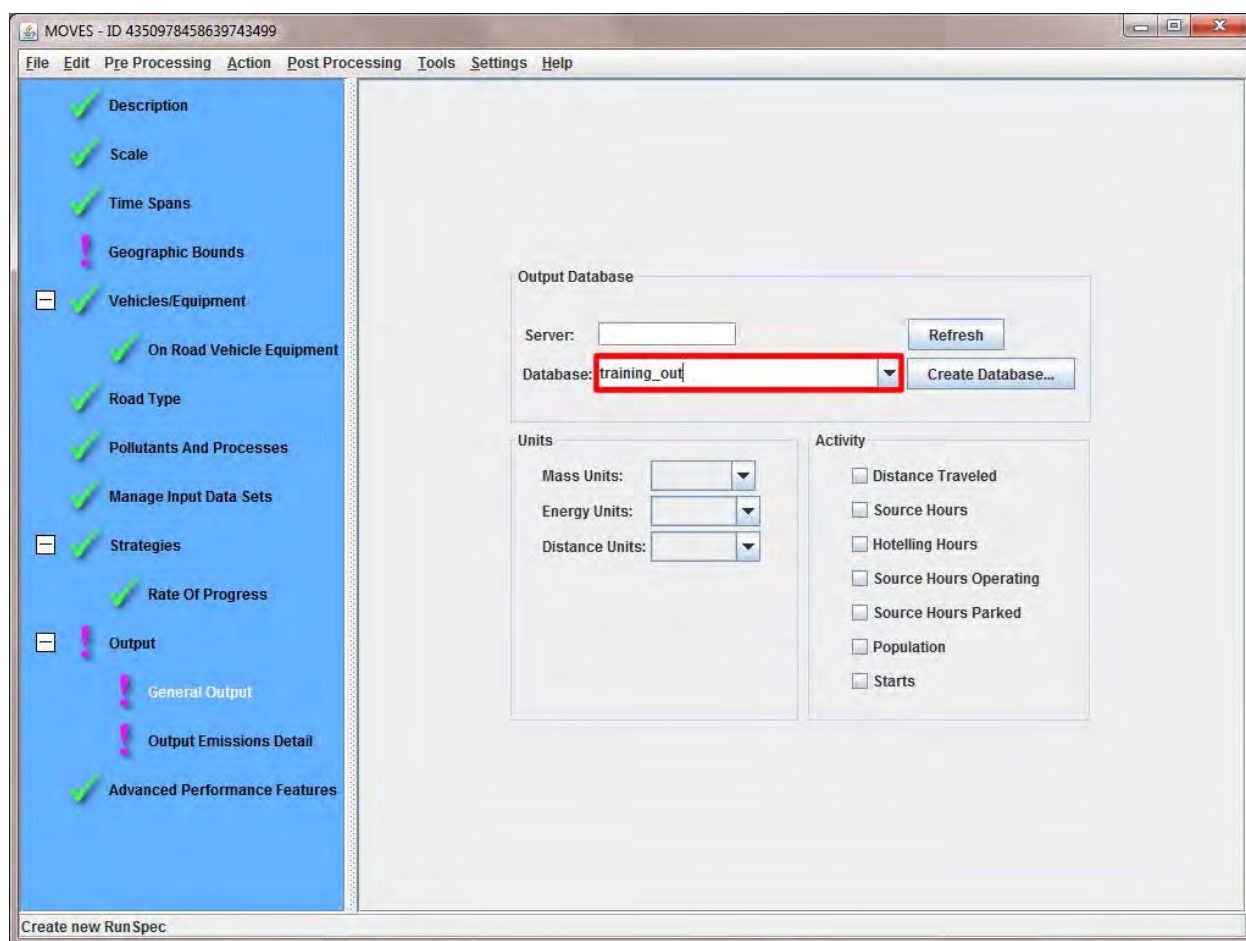 MOVES - ID 4350978458639743499
File Edit Pre Processing Action Post Processing Tools Settings Help
Description
Scale
Time Spans
Geographic Bounds
Vehicles/Equipment
On Road Vehicle Equipment
Road Type
Pollutants And Processes
Manage Input Data Sets
Strategies
Rate Of Progress
Output
General Output
Output Emissions Detail
Advanced Performance Features
Output Database
Server:
Refresh
Database: training_out
Create Database...
Units
Mass Units:
Energy Units:
Distance Units:
Activity
Distance Traveled
Source Hours
Hotelling Hours
Source Hours Operating
Source Hours Parked
Population
Starts
Create new RunSpec